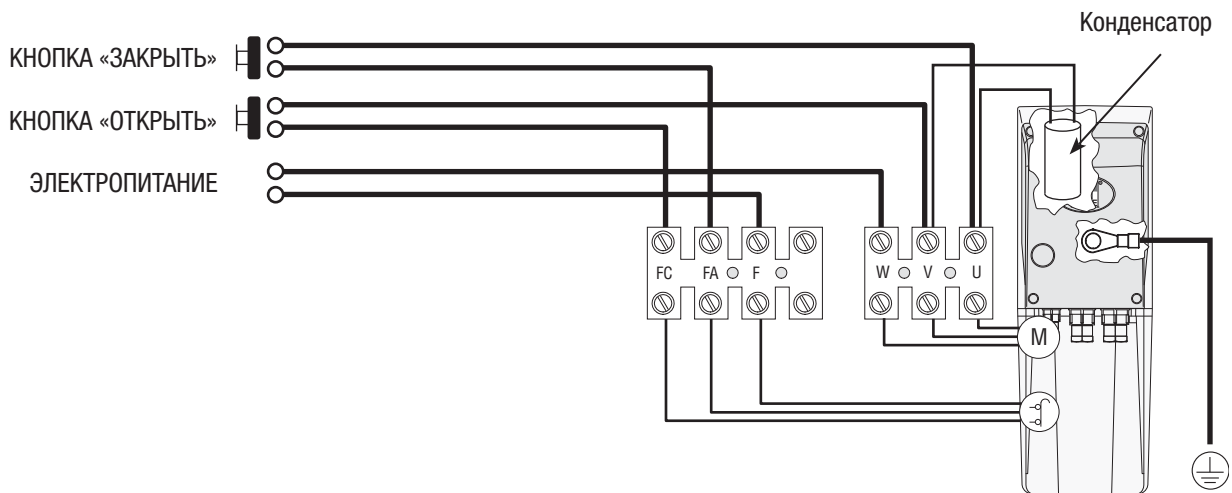 Конденсатор
КНОПКА «ЗАКРЫТЬ»
КНОПКА «ОТКРЫТЬ»
ЭЛЕКТРОПИТАНИЕ
FC FA F W V U
M